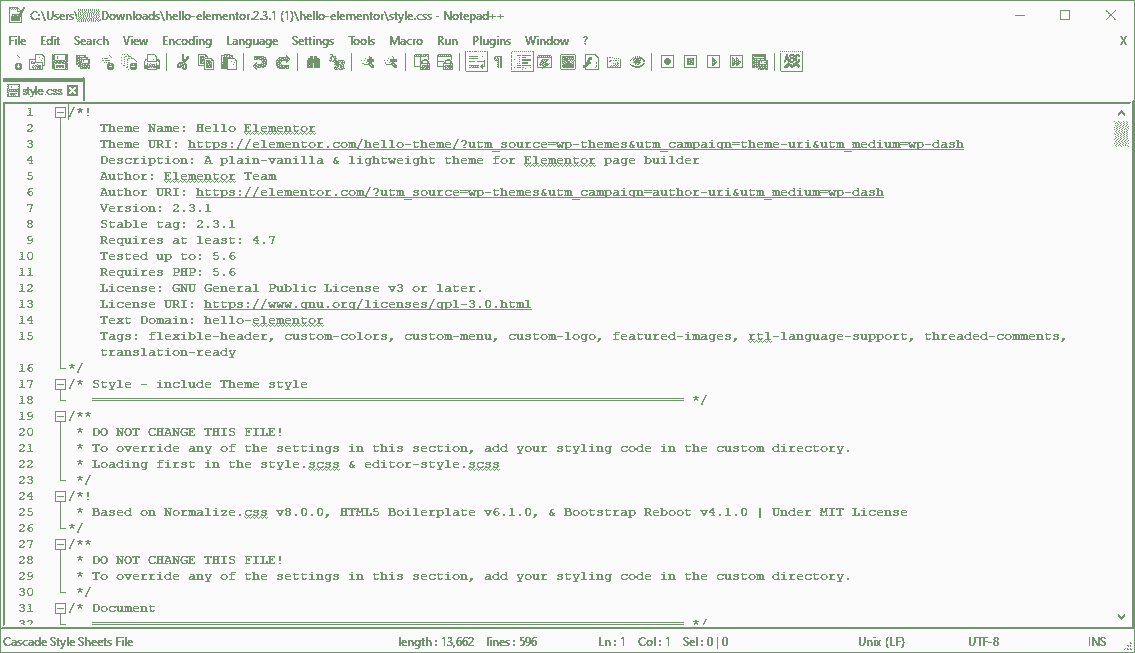 C:\Users\ Downloads\hello-elementor.2.3.1 (1)\hello-elementor\style.css - Notepad++
File Edit Search View Encoding Language Settings Tools Macro Run Plugins Window ? X
style.css
1 /*!
2 Theme Name: Hello Elementor
3 Theme URI: https://elementor.com/hello-theme/?utm_source=wp-themes&utm_campaign=theme-uri&utm_medium=wp-dash
4 Description: A plain-vanilla & lightweight theme for Elementor page builder
5 Author: Elementor Team
6 Author URI: https://elementor.com/?utm_source=wp-themes&utm_campaign=author-uri&utm_medium=wp-dash
7 Version: 2.3.1
8 Stable tag: 2.3.1
9 Requires at least: 4.7
10 Tested up to: 5.6
11 Requires PHP: 5.6
12 License: GNU General Public License v3 or later.
13 License URI: https://www.gnu.org/licenses/gpl-3.0.html
14 Text Domain: hello-elementor
15 Tags: flexible-header, custom-colors, custom-menu, custom-logo, featured-images, rtl-language-support, threaded-comments,
translation-ready
16 */
17 /* Style - include Theme style
18 ========================================================================== */
19 /**
20 * DO NOT CHANGE THIS FILE!
21 * To override any of the settings in this section, add your styling code in the custom directory.
22 * Loading first in the style.scss & editor-style.scss
23 */
24 /*!
25 * Based on Normalize.css v8.0.0, HTML5 Boilerplate v6.1.0, & Bootstrap Reboot v4.1.0 | Under MIT License
26 */
27 /**
28 * DO NOT CHANGE THIS FILE!
29 * To override any of the settings in this section, add your styling code in the custom directory.
30 */
31 /* Document
32 ========================================================================== */
Cascade Style Sheets File length : 13,662 lines : 596 Ln : 1 Col : 1 Sel : 0 | 0 Unix (LF) UTF-8 INS